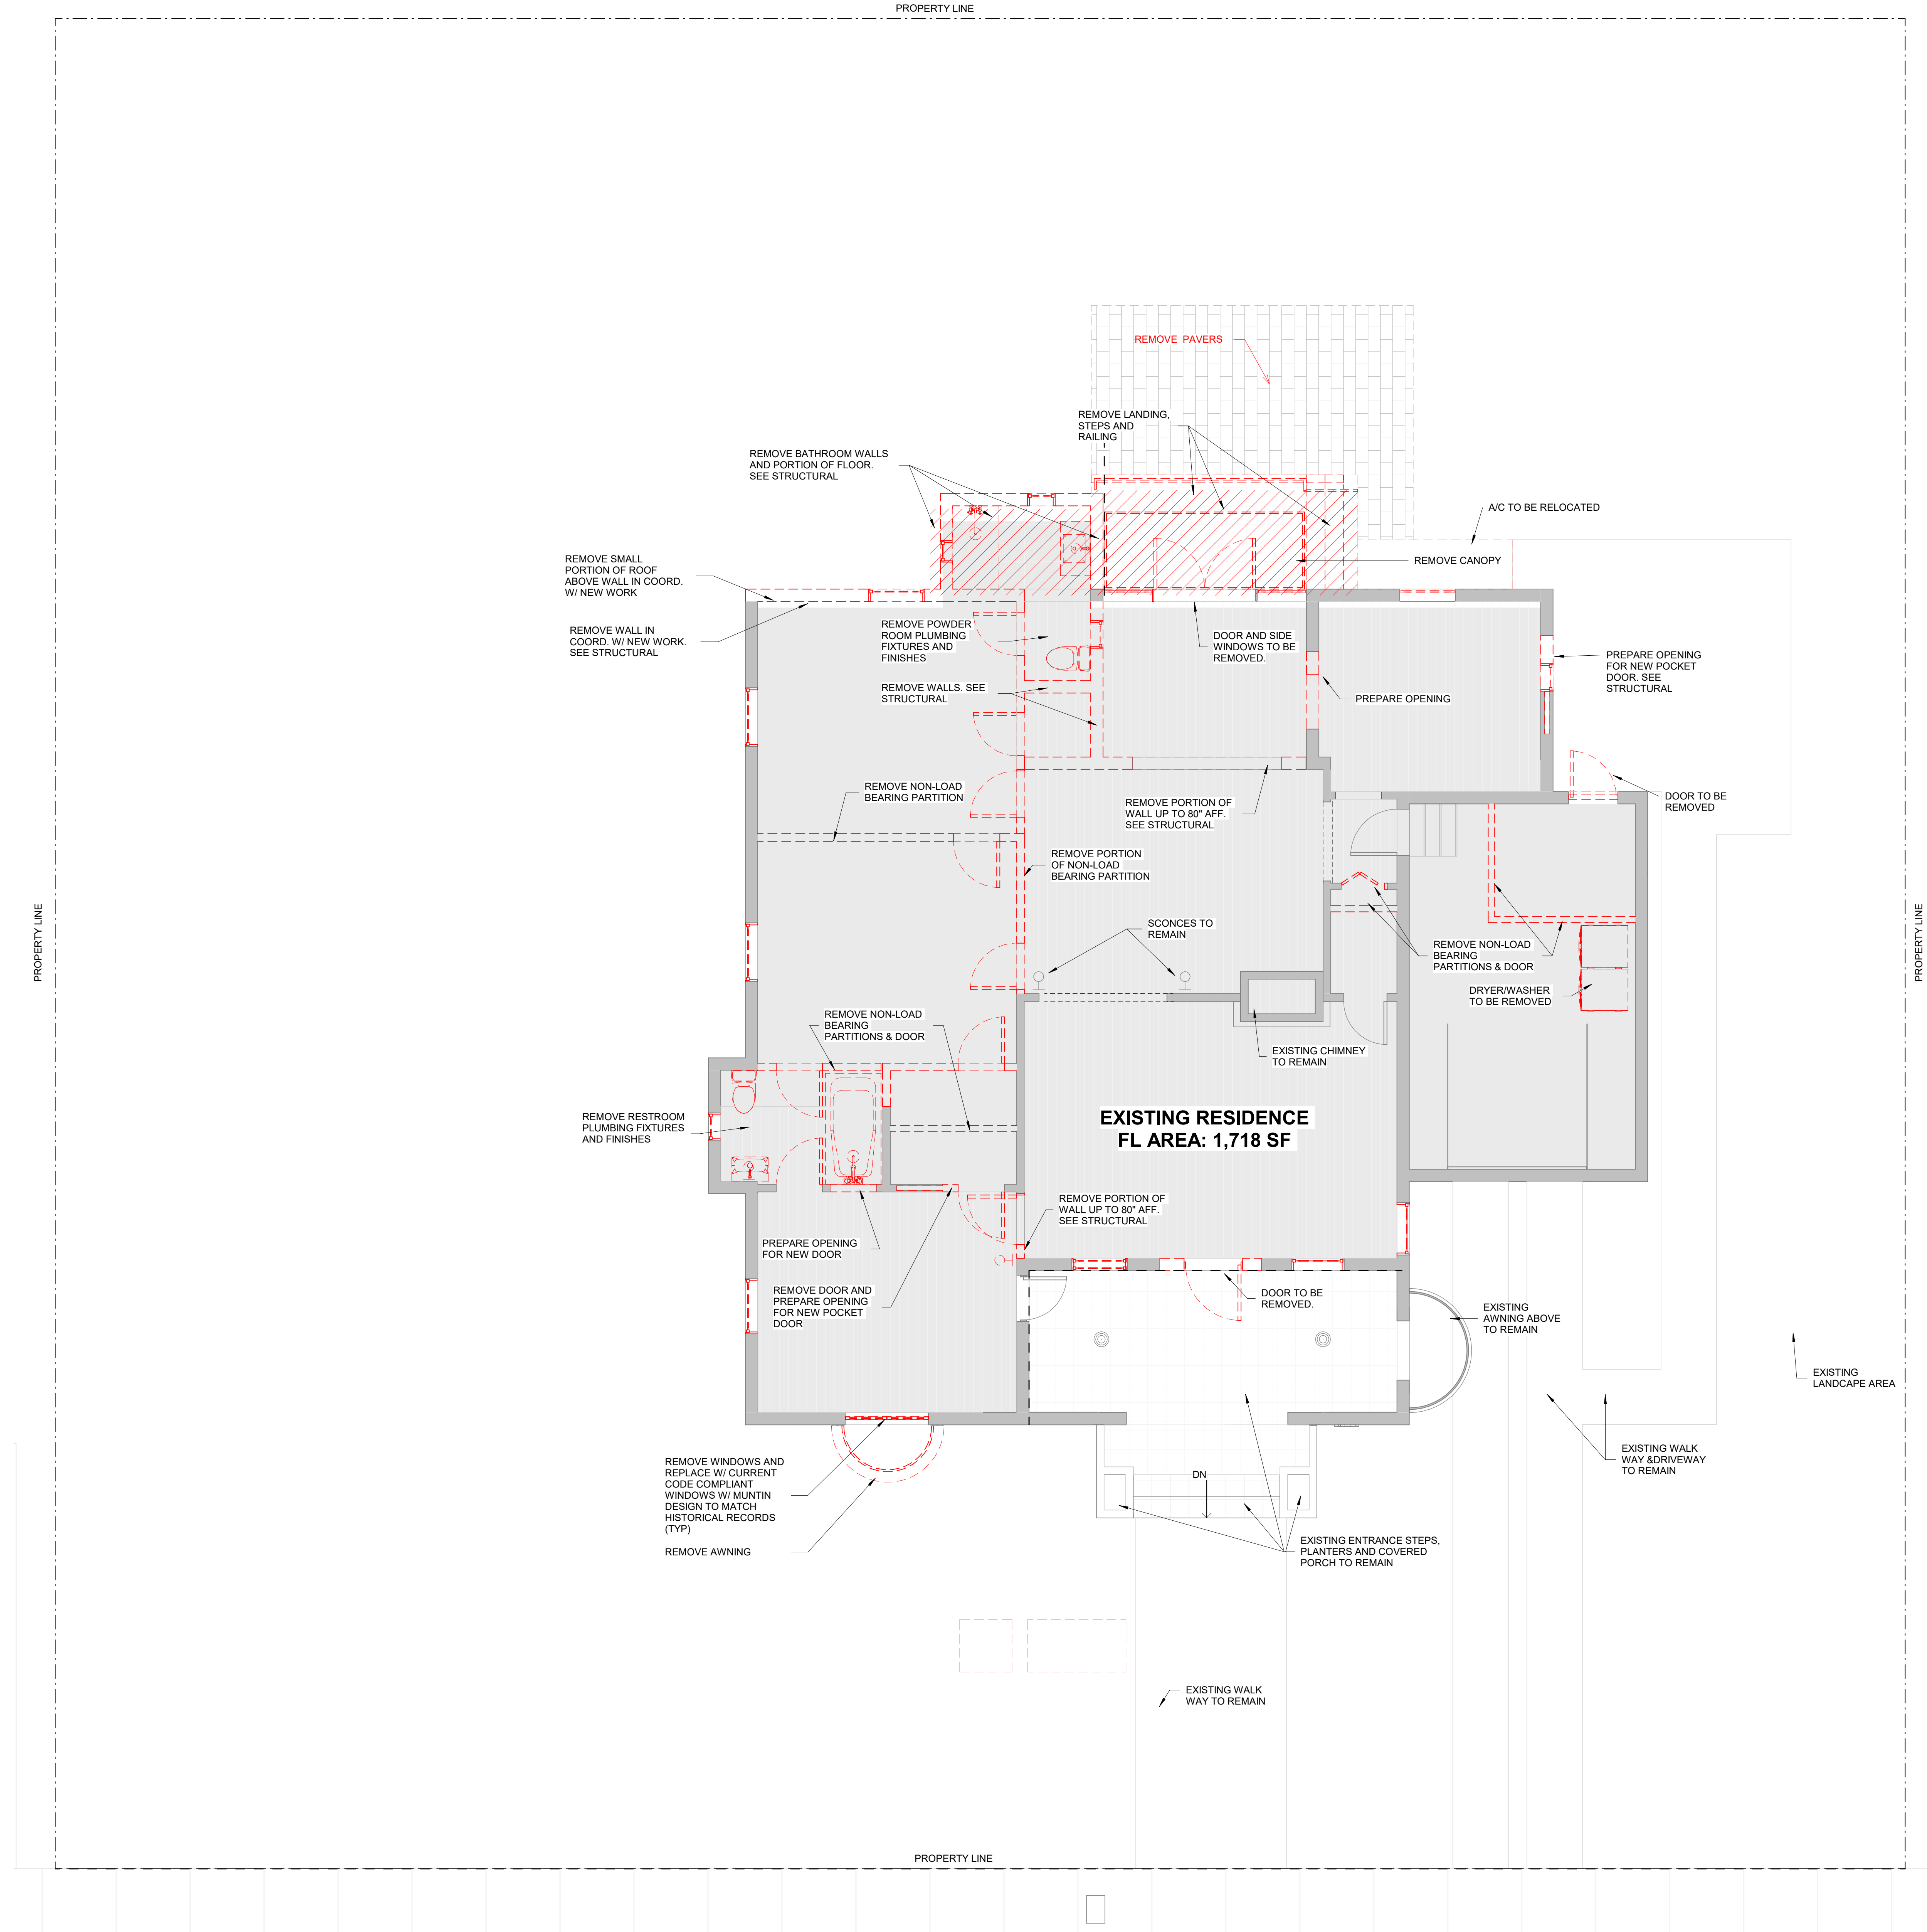 PROPERTY LINE
REMOVE  PAVERS
REMOVE LANDING,
STEPS AND
RAILING
REMOVE BATHROOM WALLS
AND PORTION OF FLOOR.
SEE STRUCTURAL
A/C TO BE RELOCATED
REMOVE CANOPY
REMOVE SMALL
PORTION OF ROOF
ABOVE WALL IN COORD.
W/ NEW WORK
REMOVE WALL IN
COORD. W/ NEW WORK.
SEE STRUCTURAL
REMOVE POWDER
ROOM PLUMBING
FIXTURES AND
FINISHES
DOOR AND SIDE
WINDOWS TO BE
REMOVED.
PREPARE OPENING
FOR NEW POCKET
DOOR. SEE
STRUCTURAL
REMOVE WALLS. SEE
STRUCTURAL
PREPARE OPENING
REMOVE NON-LOAD
BEARING PARTITION
REMOVE PORTION OF
WALL UP TO 80" AFF.
SEE STRUCTURAL
DOOR TO BE
REMOVED
REMOVE PORTION
OF NON-LOAD
BEARING PARTITION
SCONCES TO
REMAIN
REMOVE NON-LOAD
BEARING
PARTITIONS & DOOR
DRYER/WASHER
TO BE REMOVED
PROPERTY LINE
PROPERTY LINE
REMOVE NON-LOAD
BEARING
PARTITIONS & DOOR
EXISTING CHIMNEY
TO REMAIN
REMOVE RESTROOM
PLUMBING FIXTURES
AND FINISHES
EXISTING RESIDENCE
FL AREA: 1,718 SF
REMOVE PORTION OF
WALL UP TO 80" AFF.
SEE STRUCTURAL
PREPARE OPENING
FOR NEW DOOR
REMOVE DOOR AND
PREPARE OPENING
FOR NEW POCKET
DOOR
DOOR TO BE
REMOVED.
EXISTING
AWNING ABOVE
TO REMAIN
EXISTING
LANDCAPE AREA
REMOVE WINDOWS AND
REPLACE W/ CURRENT
CODE COMPLIANT
WINDOWS W/ MUNTIN
DESIGN TO MATCH
HISTORICAL RECORDS
(TYP)
REMOVE AWNING
DN
EXISTING WALK
WAY &DRIVEWAY
TO REMAIN
EXISTING ENTRANCE STEPS,
PLANTERS AND COVERED
PORCH TO REMAIN
EXISTING WALK
WAY TO REMAIN
PROPERTY LINE